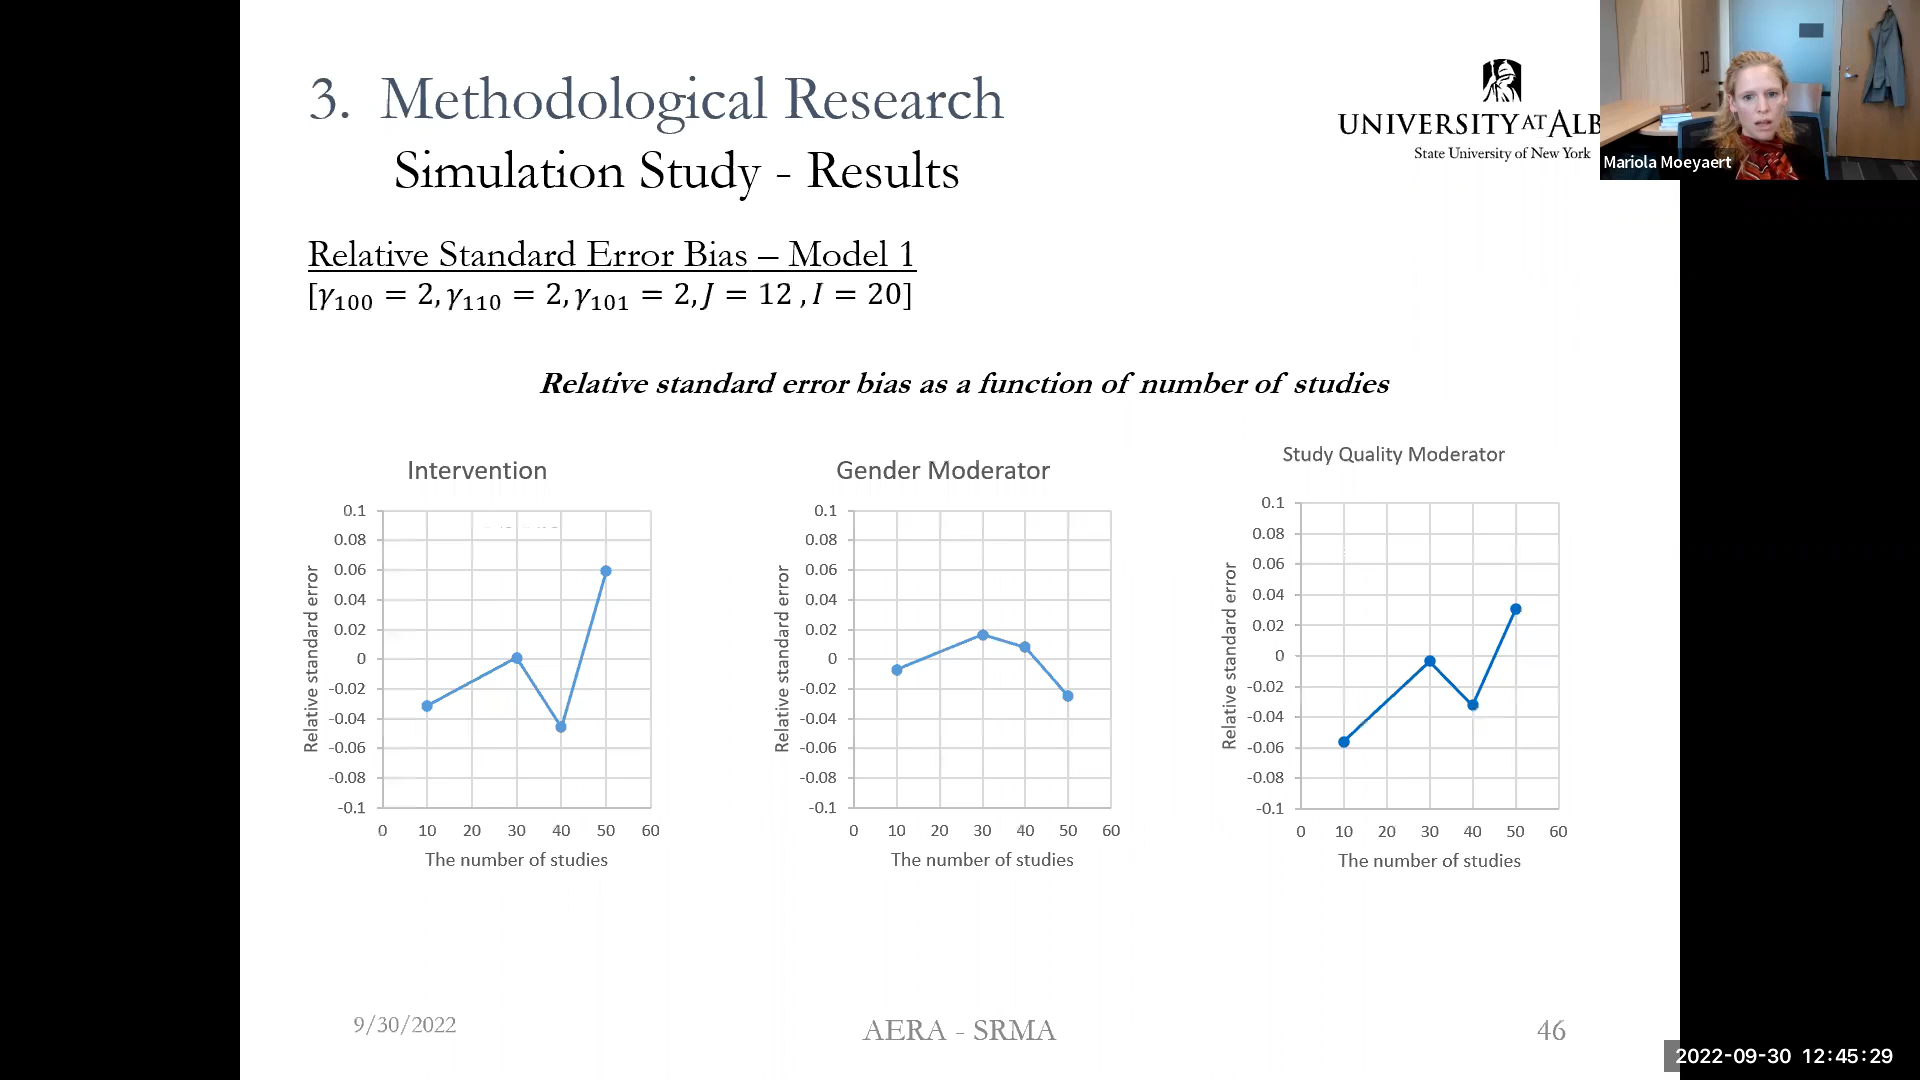 3. Methodological Research
Simulation Study - Results
UNIVERSITY AT ALB
State University of New York
Mariola Moeyaert
Relative Standard Error Bias – Model 1
[γ₁₀₀ = 2, γ₁₁₀ = 2, γ₁₀₁ = 2, J = 12 , I = 20]
Relative standard error bias as a function of number of studies
Intervention
Relative standard error
0.1
0.08
0.06
0.04
0.02
0
-0.02
-0.04
-0.06
-0.08
-0.1
0 10 20 30 40 50 60
The number of studies
Gender Moderator
Relative standard error
0.1
0.08
0.06
0.04
0.02
0
-0.02
-0.04
-0.06
-0.08
-0.1
0 10 20 30 40 50 60
The number of studies
Study Quality Moderator
Relative standard error
0.1
0.08
0.06
0.04
0.02
0
-0.02
-0.04
-0.06
-0.08
-0.1
0 10 20 30 40 50 60
The number of studies
9/30/2022
AERA - SRMA
46
2022-09-30 12:45:29